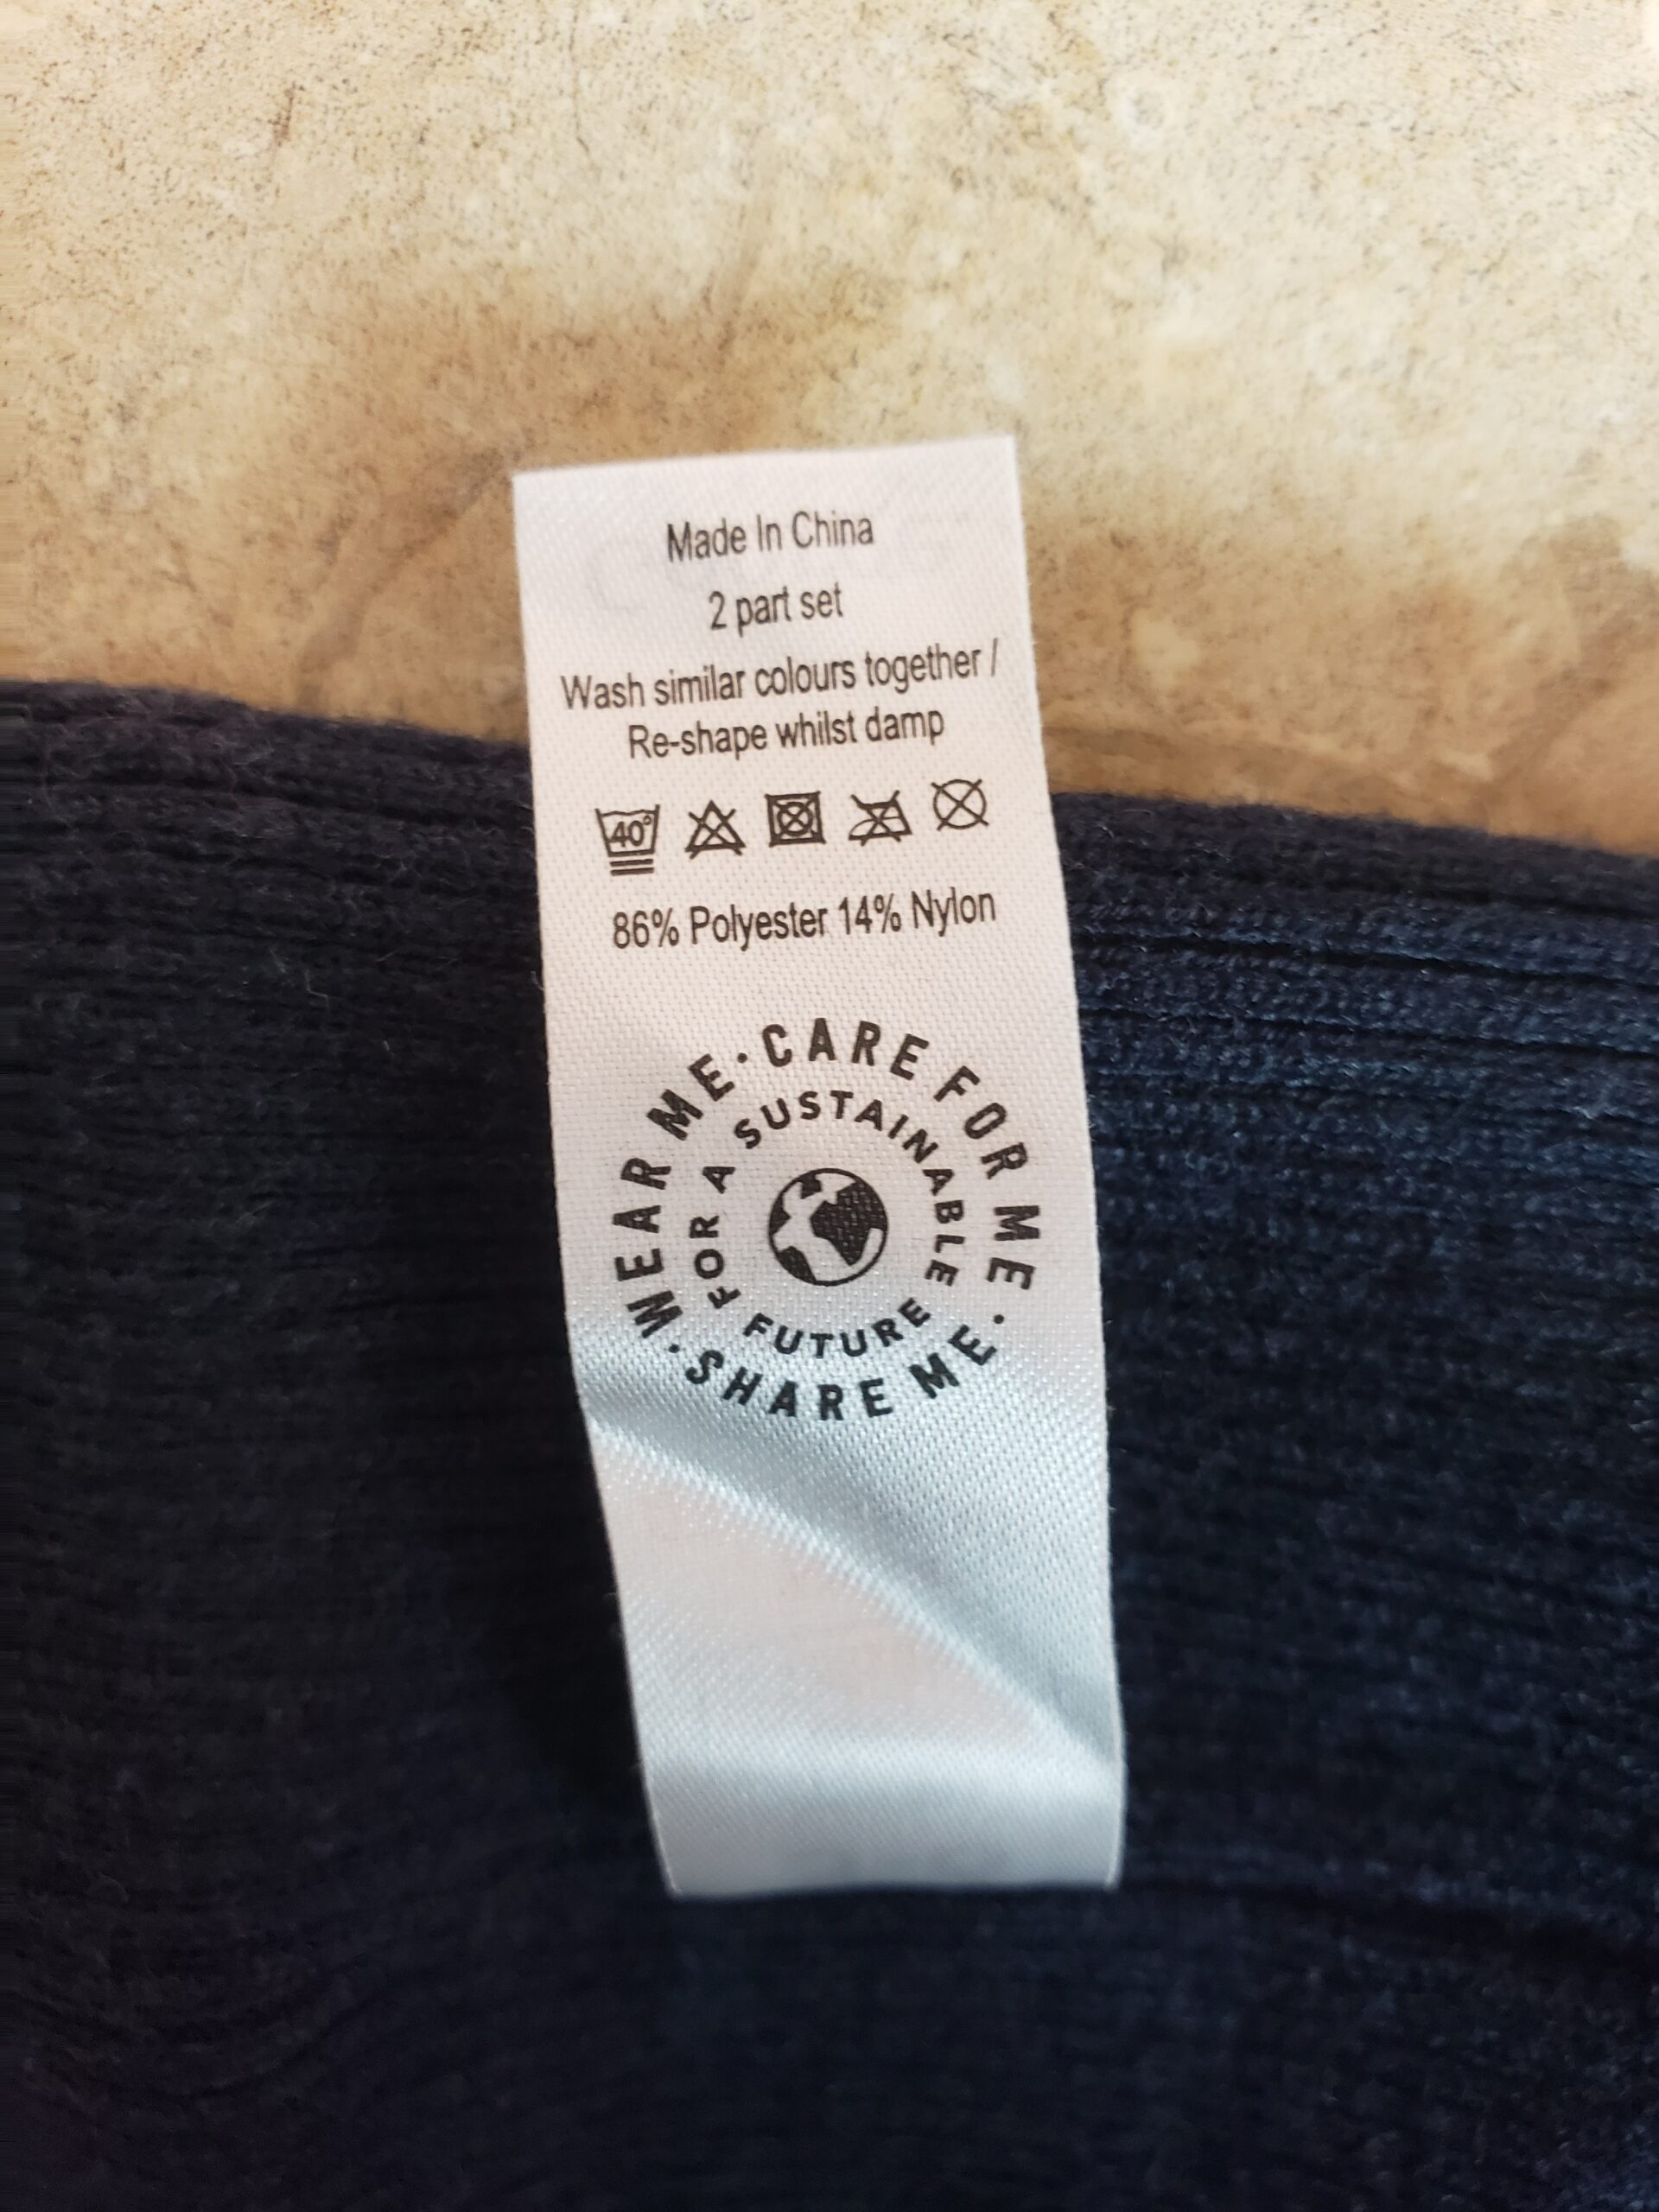 Made In China
2 part set
Wash similar colours together /
Re-shape whilst damp
40°
86% Polyester 14% Nylon
WEAR ME · CARE FOR ME · SHARE ME ·
FOR A SUSTAINABLE FUTURE